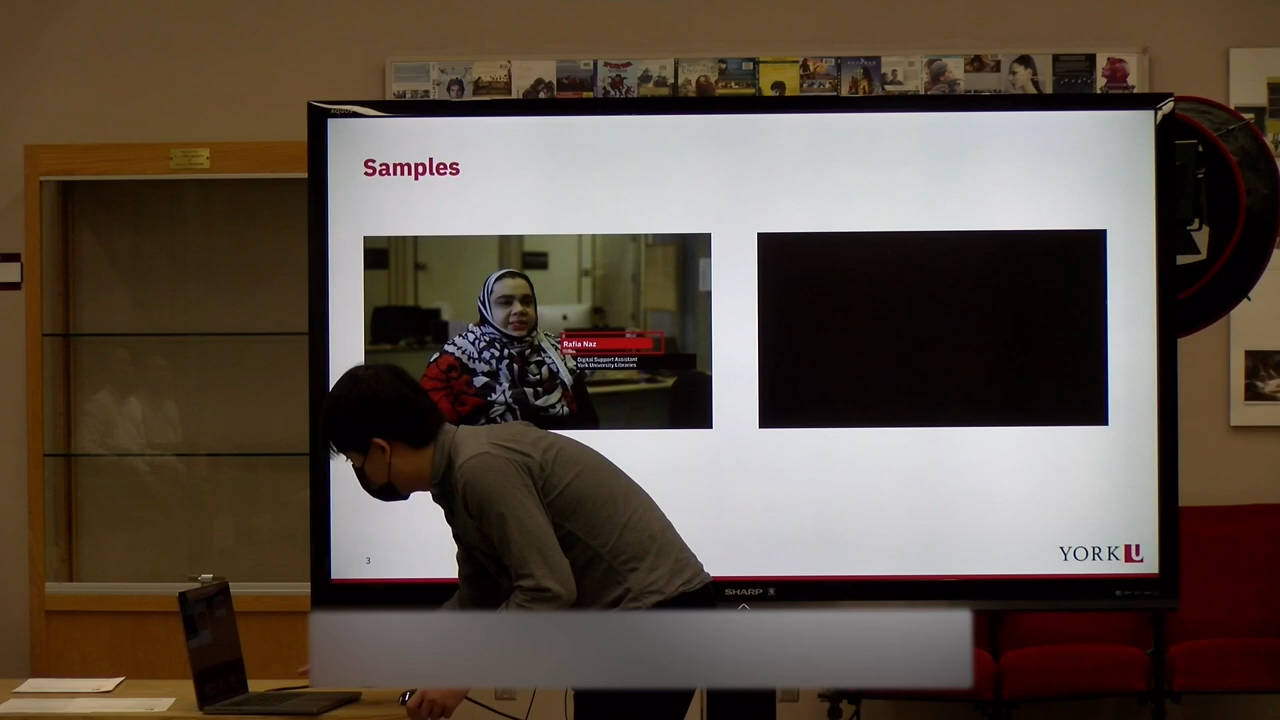 Samples
Rafia Naz
Digital Support Assistant
York University Libraries
3
YORK U
SHARP